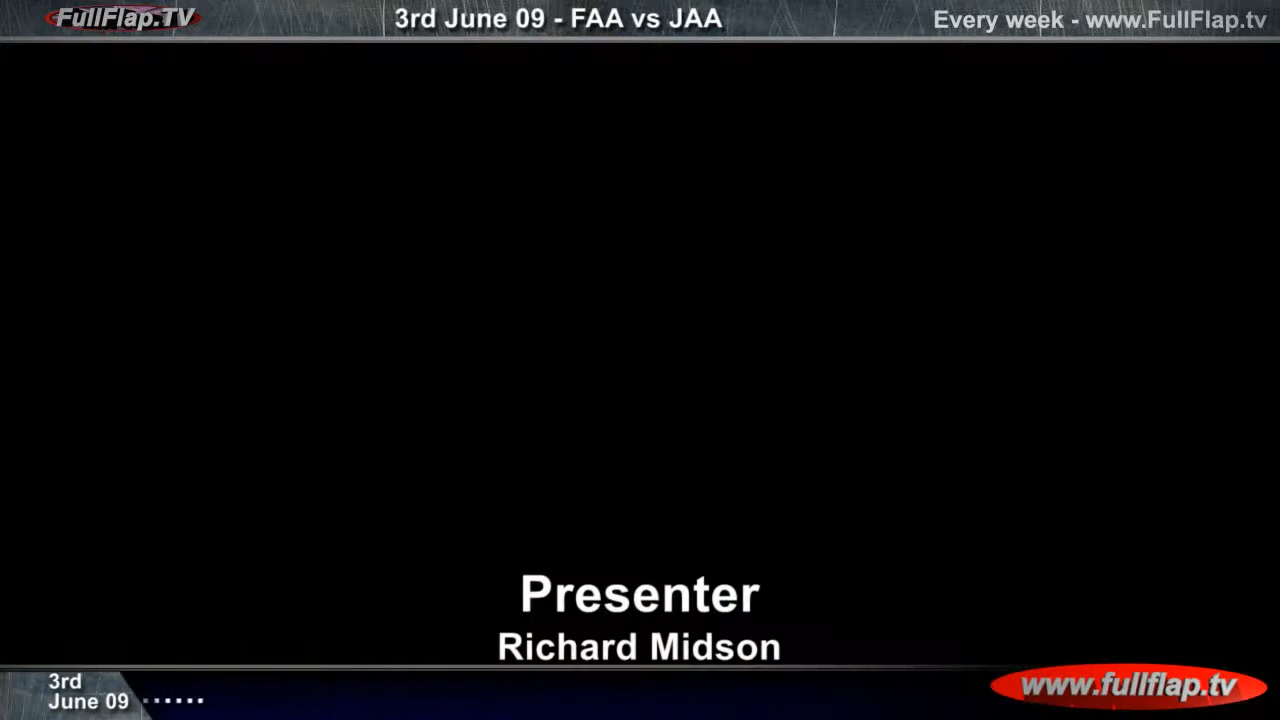 FullFlap.TV
3rd June 09 - FAA vs JAA
Every week - www.FullFlap.tv
Presenter
Richard Midson
3rd
June 09
www.fullflap.tv